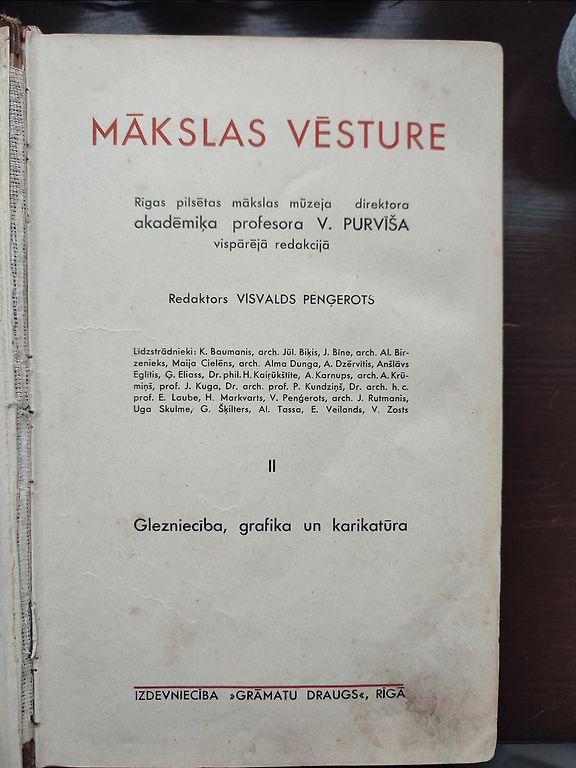 MĀKSLAS VĒSTURE
Rīgas pilsētas mākslas mūzeja direktora
akadēmiķa profesora V. PURVĪŠA
vispārējā redakcijā
Redaktors VISVALDS PEŅĢEROTS
Līdzstrādnieki: K. Baumanis, arch. Jūl. Biķis, J. Bīne, arch. Al. Bir-
zenieks, Maija Cielēns, arch. Alma Dunga, A. Dzērvītis, Anšlāvs
Eglītis, Ģ. Eliass, Dr. phil. H. Kaiŗūkštīte, A. Karnups, arch. A. Krū-
miņš, prof. J. Kuga, Dr. arch. prof. P. Kundziņš, Dr. arch. h. c.
prof. E. Laube, H. Markvarts, V. Peņģerots, arch. J. Rutmanis,
Uga Skulme, G. Šķilters, Al. Tassa, E. Veilands, V. Zosts
II
Glezniecība, grafika un karikatūra
IZDEVNIECĪBA »GRĀMATU DRAUGS«, RĪGĀ